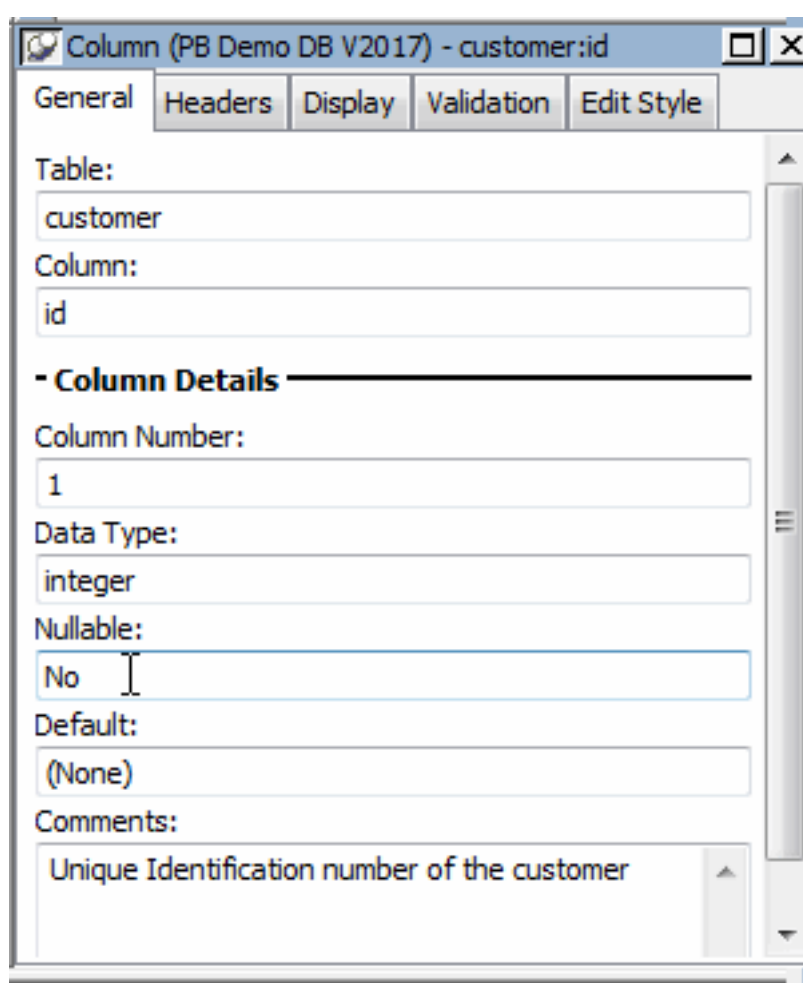 Column (PB Demo DB V2017) - customer:id
General Headers Display Validation Edit Style
Table:
customer
Column:
id
- Column Details
Column Number:
1
Data Type:
integer
Nullable:
No
Default:
(None)
Comments:
Unique Identification number of the customer